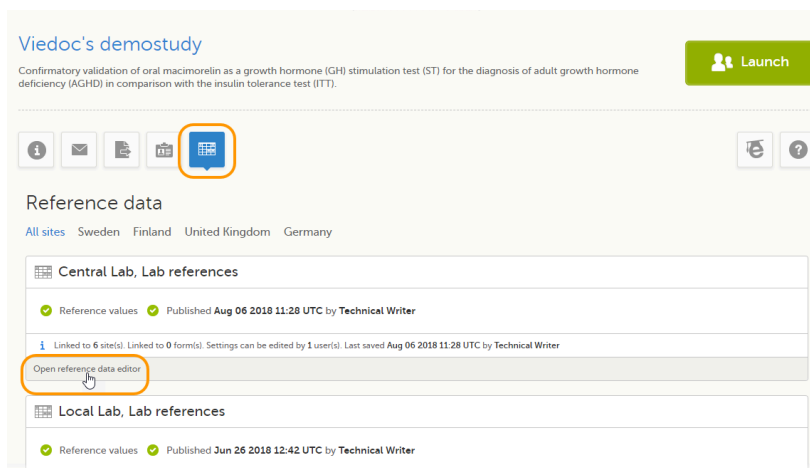 Viedoc's demostudy
Confirmatory validation of oral macimorelin as a growth hormone (GH) stimulation test (ST) for the diagnosis of adult growth hormone
deficiency (AGHD) in comparison with the insulin tolerance test (ITT).
Launch
Reference data
All sites Sweden Finland United Kingdom Germany
Central Lab, Lab references
Reference values Published Aug 06 2018 11:28 UTC by Technical Writer
Linked to 6 site(s). Linked to 0 form(s). Settings can be edited by 1 user(s). Last saved Aug 06 2018 11:28 UTC by Technical Writer
Open reference data editor
Local Lab, Lab references
Reference values Published Jun 26 2018 12:42 UTC by Technical Writer